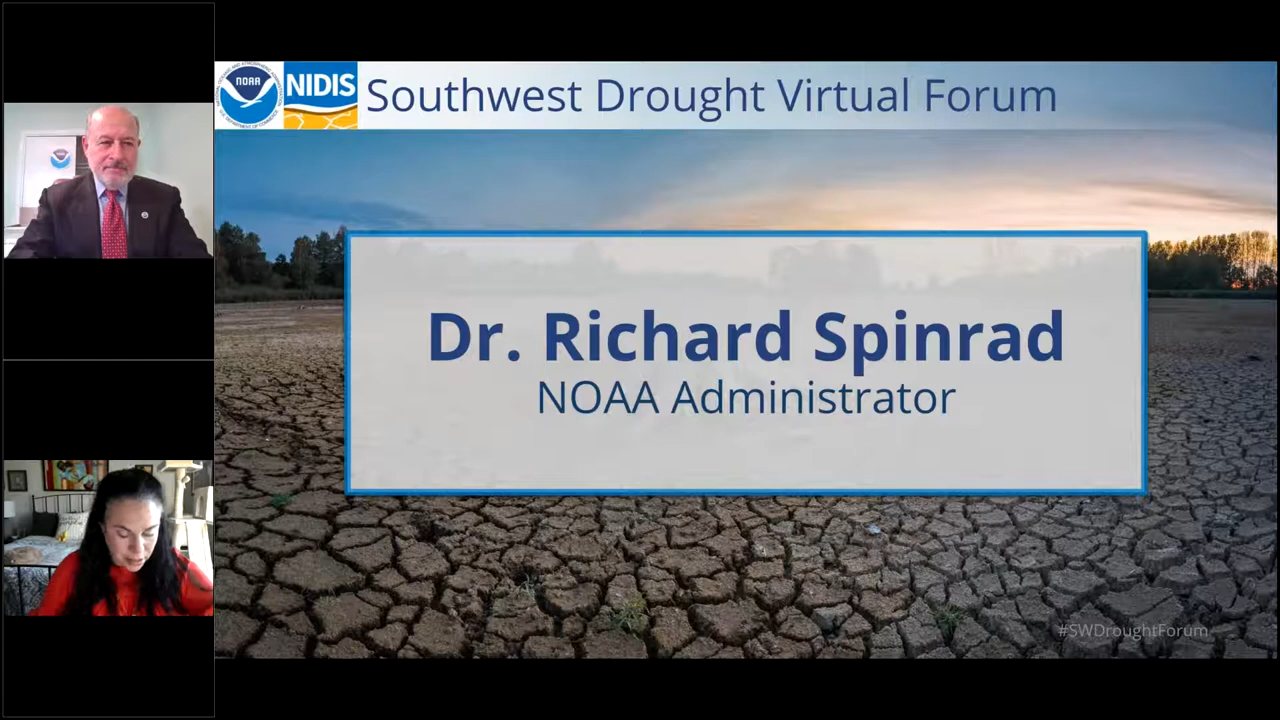 NOAA
NIDIS
Southwest Drought Virtual Forum
Dr. Richard Spinrad
NOAA Administrator
#SWDroughtForum